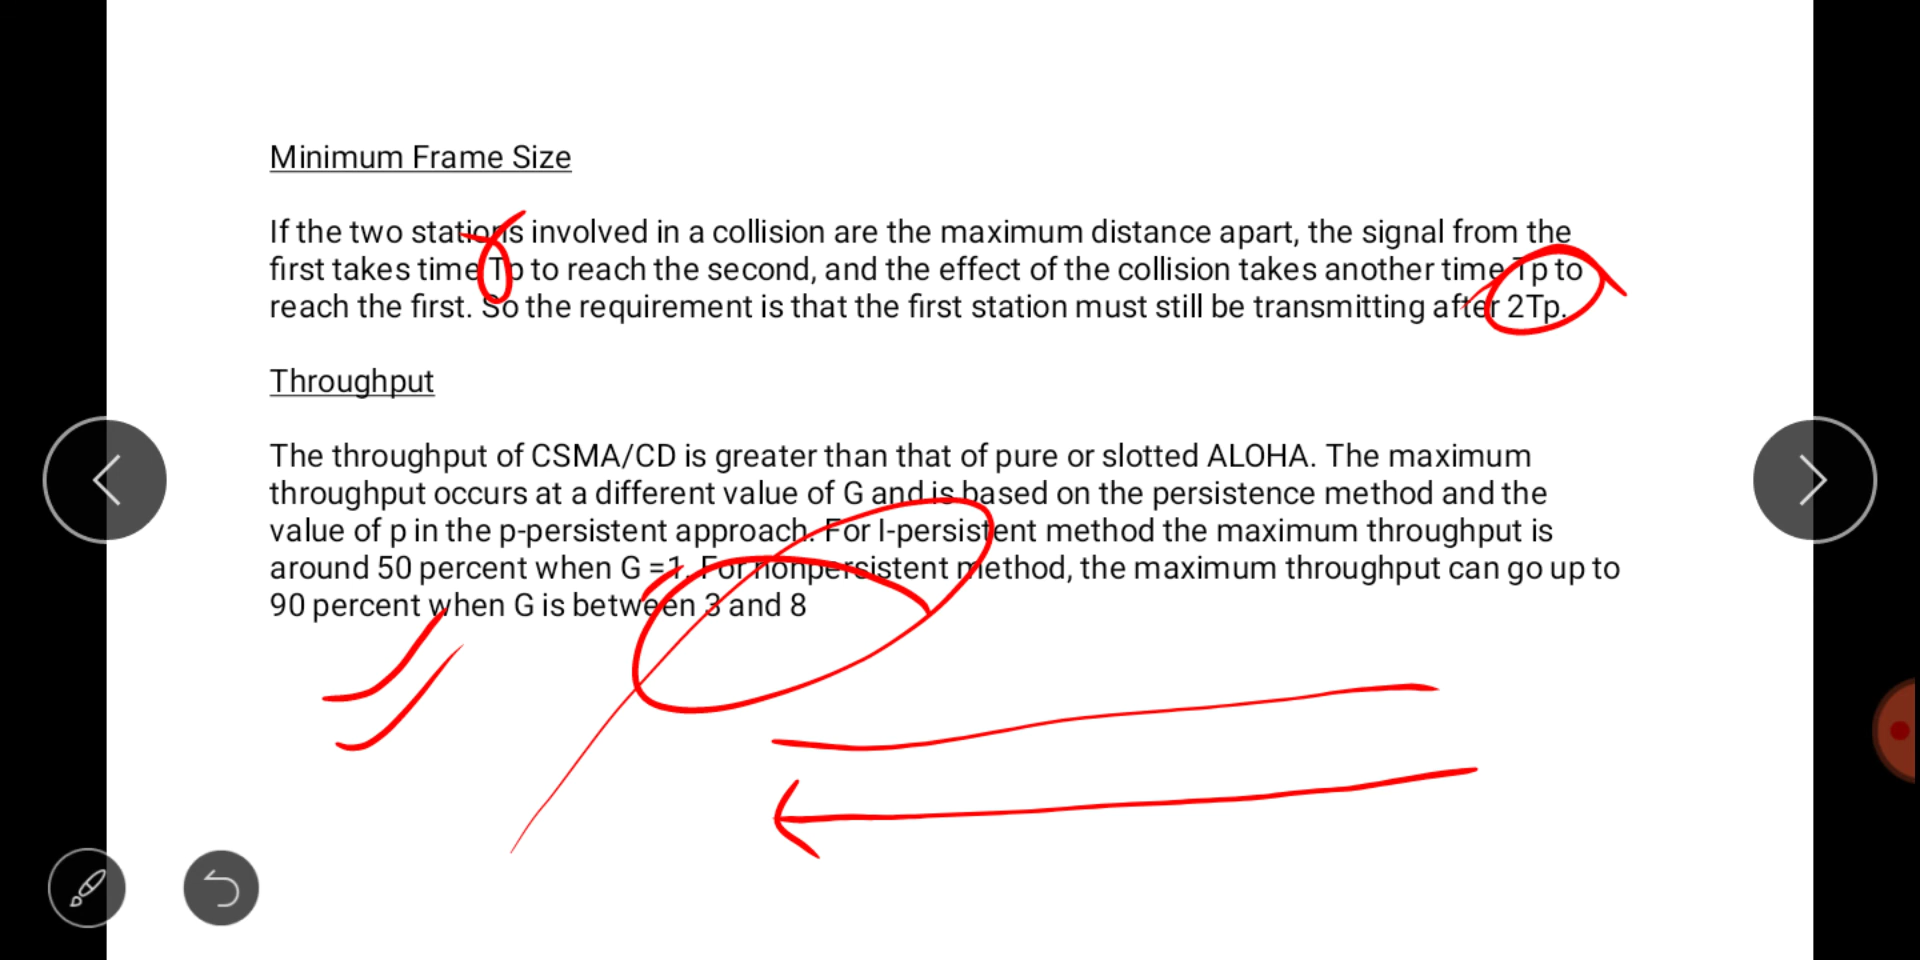 Minimum Frame Size
If the two stations involved in a collision are the maximum distance apart, the signal from the
first takes time Tp to reach the second, and the effect of the collision takes another time Tp to
reach the first. So the requirement is that the first station must still be transmitting after 2Tp.
Throughput
The throughput of CSMA/CD is greater than that of pure or slotted ALOHA. The maximum
throughput occurs at a different value of G and is based on the persistence method and the
value of p in the p-persistent approach. For I-persistent method the maximum throughput is
around 50 percent when G =1. For nonpersistent method, the maximum throughput can go up to
90 percent when G is between 3 and 8